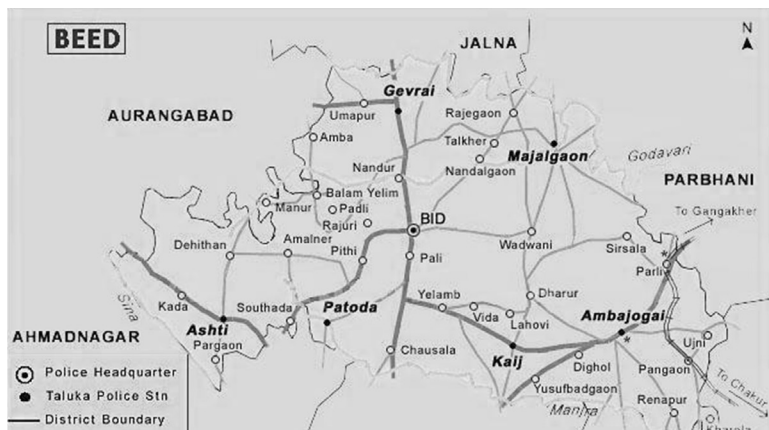 BEED
JALNA
N
Gevrai
Umapur
Rajegaon
AURANGABAD
Amba
Talkher
Majalgaon
Godavari
Nandur
Nandalgaon
PARBHANI
Balam Yelim
Manur
Padli
To Gangakher
BID
Rajuri
Dehithan
Amalner
Wadwani
Sirsala
Pithi
Pali
Parli
Sina
Kada
Southada
Yelamb
Dharur
Patoda
Vida
Lahovi
Ambajogai
AHMADNAGAR
Ashti
Ujni
Pargaon
Chausala
Kaij
Dighol
Pangaon
To Chakur
Police Headquarter
Yusufbadgaon
Taluka Police Stn
Manjra
Renapur
District Boundary